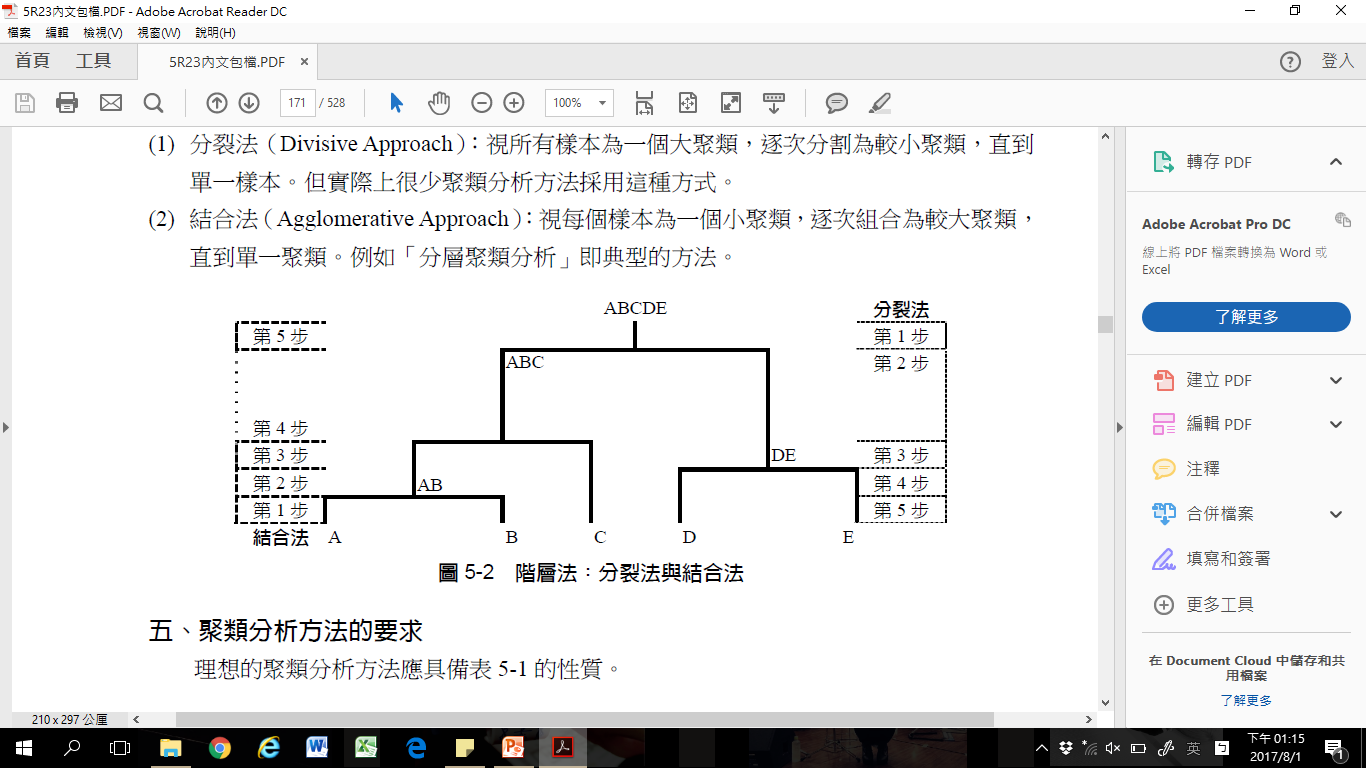 5R23內文包檔.PDF - Adobe Acrobat Reader DC
檔案 編輯 檢視(V) 視窗(W) 說明(H)
首頁 工具 5R23內文包檔.PDF × 登入
171 / 528 100%
(1) 分裂法（Divisive Approach）：視所有樣本為一個大聚類，逐次分割為較小聚類，直到
單一樣本。但實際上很少聚類分析方法採用這種方式。
(2) 結合法（Agglomerative Approach）：視每個樣本為一個小聚類，逐次組合為較大聚類，
直到單一聚類。例如「分層聚類分析」即典型的方法。
ABCDE 分裂法
第 5 步 第 1 步
ABC 第 2 步
第 4 步
第 3 步 DE 第 3 步
第 2 步 AB 第 4 步
第 1 步 第 5 步
結合法 A B C D E
圖 5-2 階層法：分裂法與結合法
五、聚類分析方法的要求
理想的聚類分析方法應具備表 5-1 的性質。
210 x 297 公厘
轉存 PDF
Adobe Acrobat Pro DC
線上將 PDF 檔案轉換為 Word 或
Excel
了解更多
建立 PDF
編輯 PDF
注釋
合併檔案
填寫和簽署
更多工具
在 Document Cloud 中儲存和共
用檔案
了解更多
英
下午 01:15
2017/8/1
1